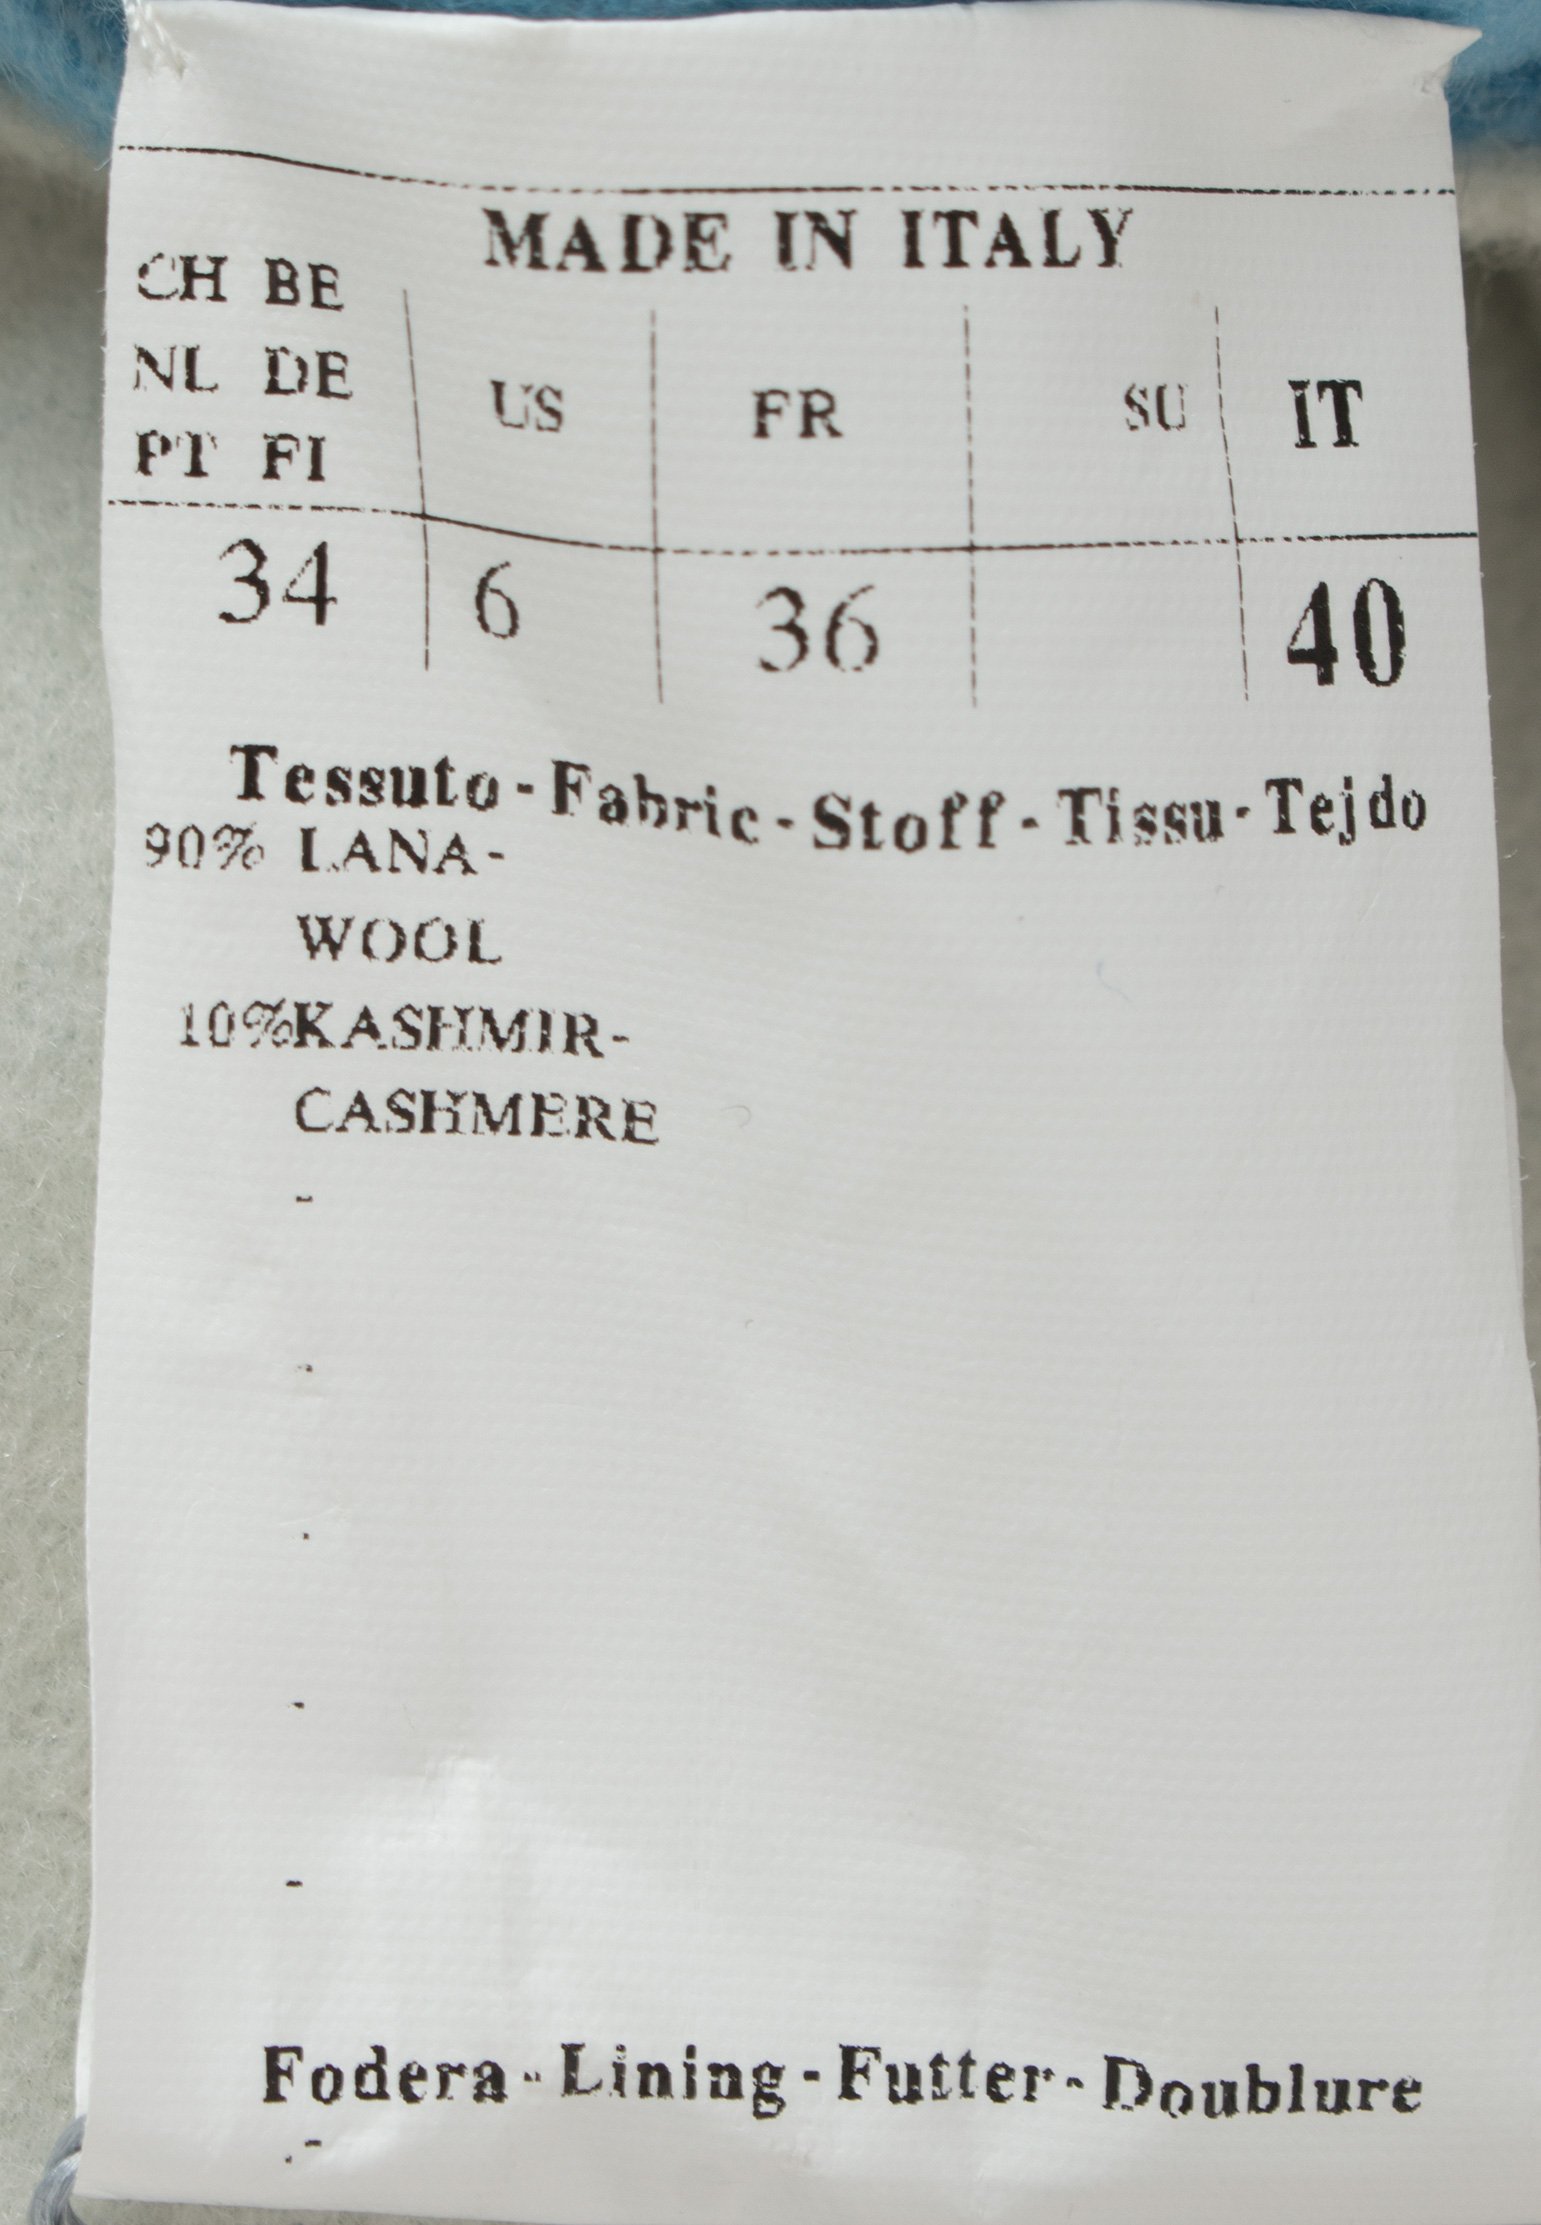 MADE IN ITALY
CH BE
NL DE
PT FI
US
FR
SU
IT
34
6
36
40
Tessuto - Fabric - Stoff - Tissu - Tejdo
90% LANA-
WOOL
10%KASHMIR-
CASHMERE
-
-
-
-
-
Fodera - Lining - Futter - Doublure
-